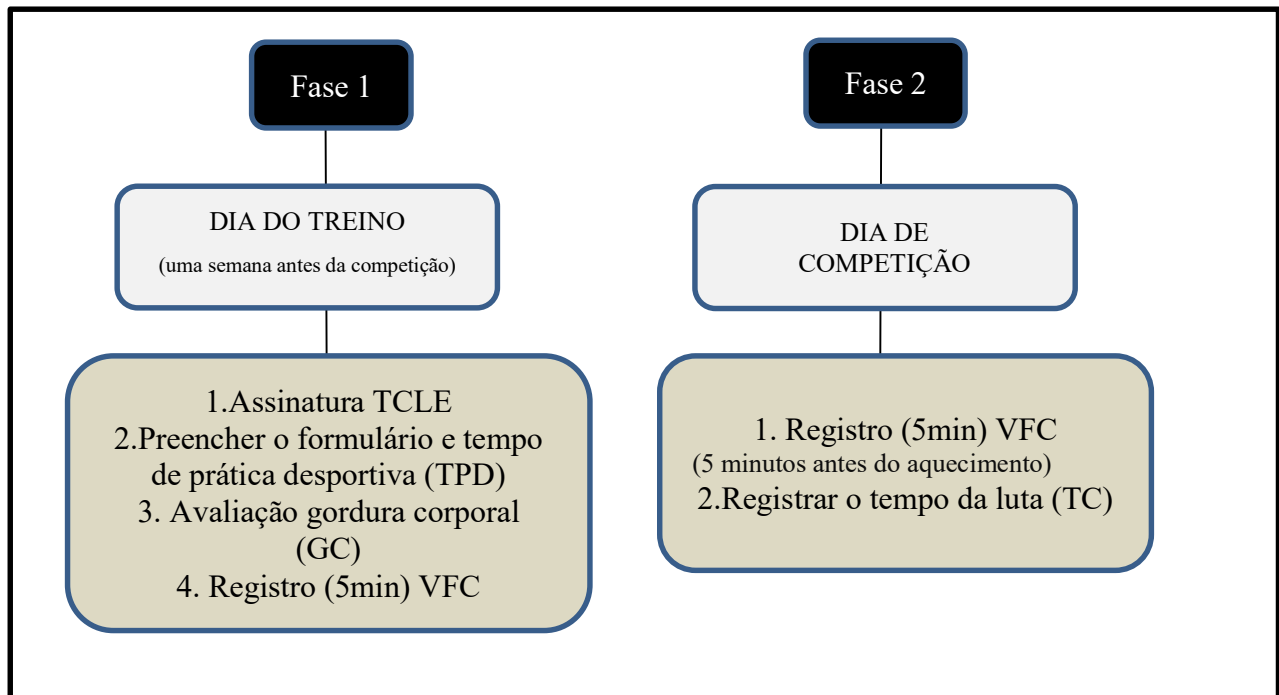 Fase 1
DIA DO TREINO
(uma semana antes da competição)
1.Assinatura TCLE
2.Preencher o formulário e tempo
de prática desportiva (TPD)
3. Avaliação gordura corporal
(GC)
4. Registro (5min) VFC
Fase 2
DIA DE
COMPETIÇÃO
1. Registro (5min) VFC
(5 minutos antes do aquecimento)
2.Registrar o tempo da luta (TC)